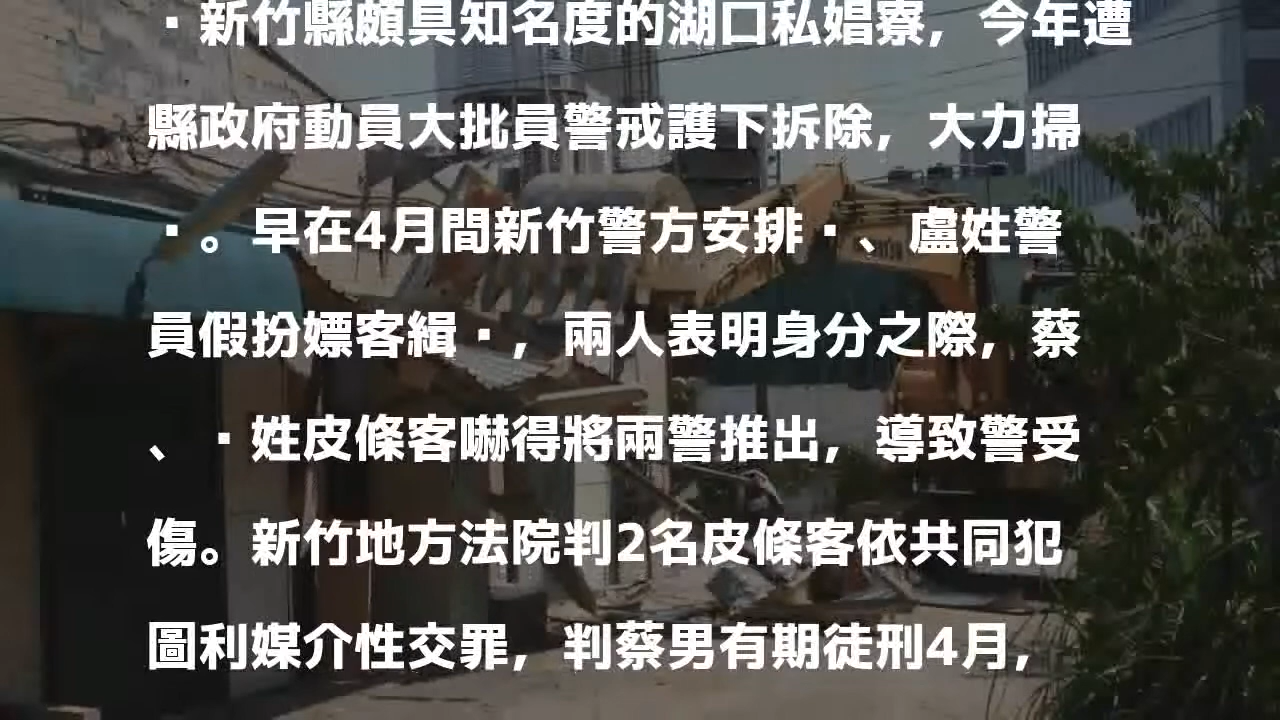 ▪新竹縣頗具知名度的湖口私娼寮，今年遭
縣政府動員大批員警戒護下拆除，大力掃
▪。早在4月間新竹警方安排▪、盧姓警
員假扮嫖客緝▪，兩人表明身分之際，蔡
、▪姓皮條客嚇得將兩警推出，導致警受
傷。新竹地方法院判2名皮條客依共同犯
圖利媒介性交罪，判蔡男有期徒刑4月，